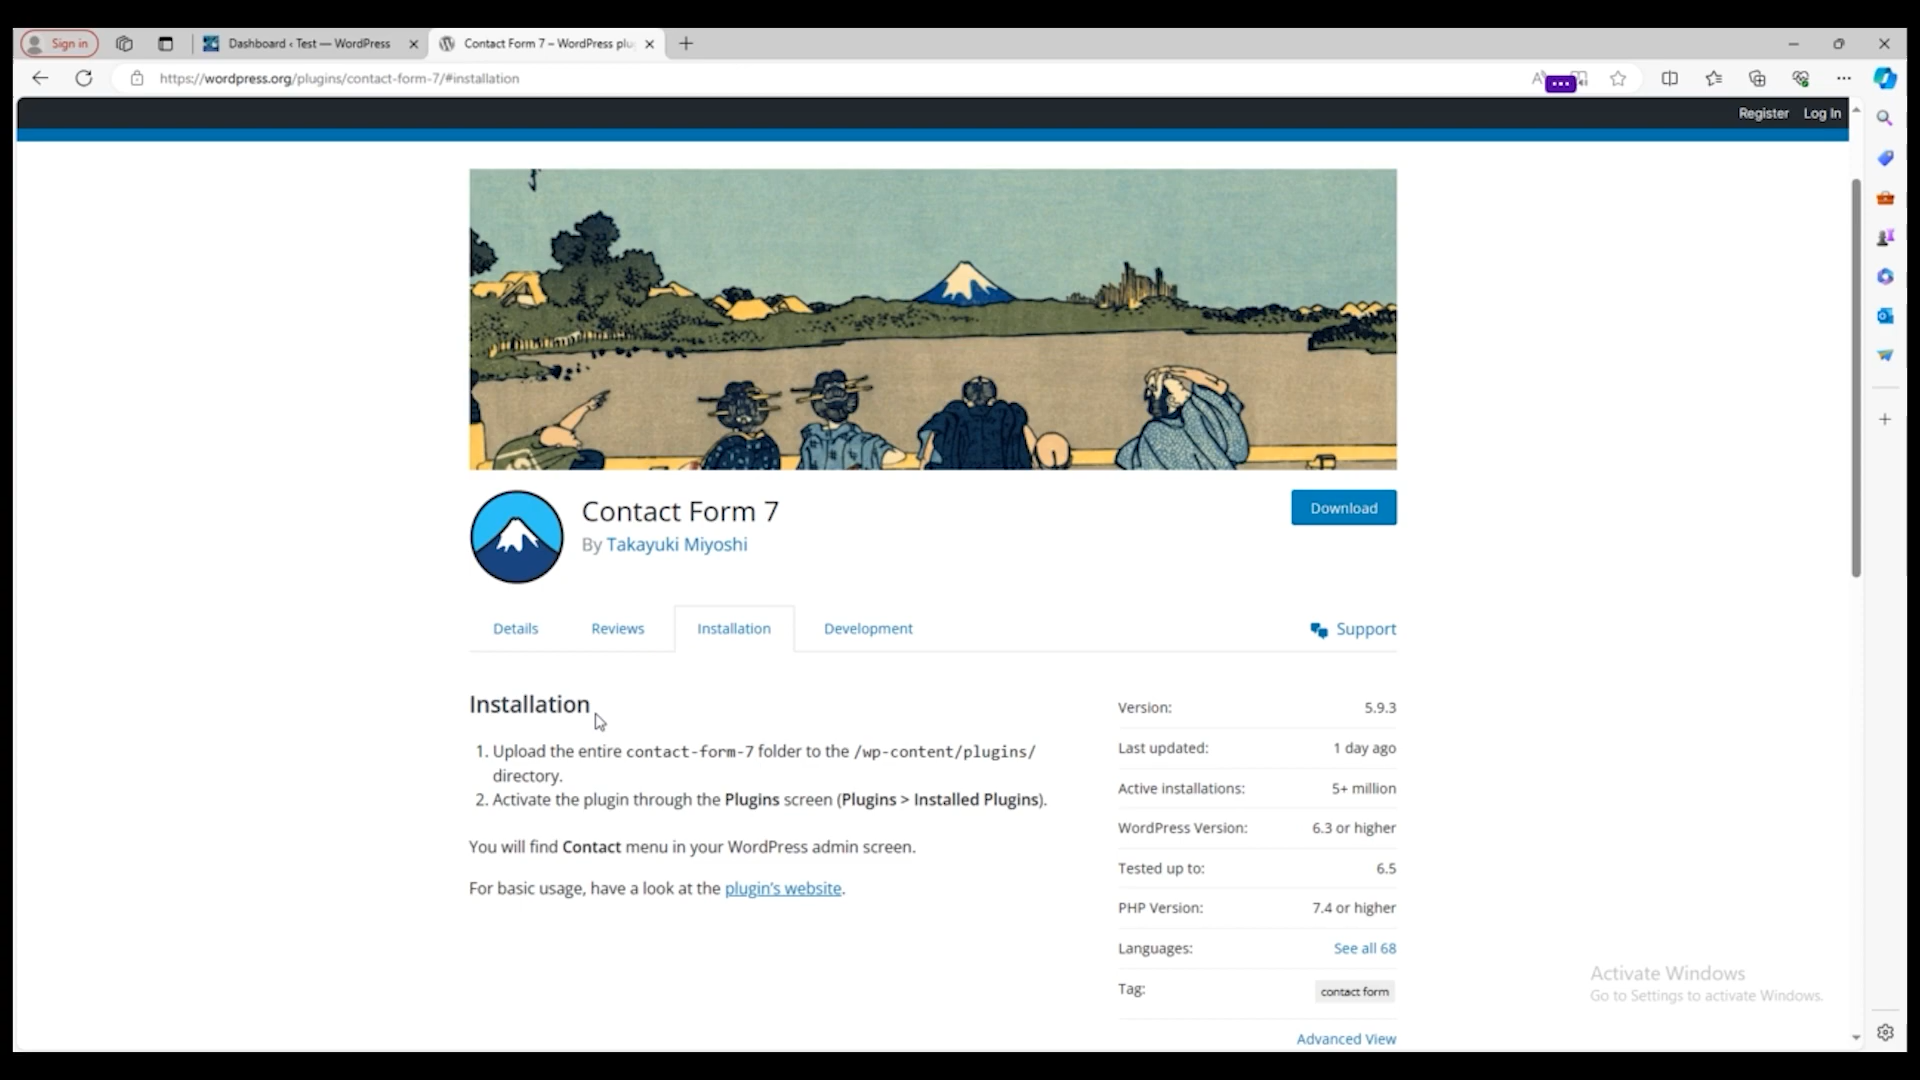 Sign in
Dashboard ‹ Test — WordPress
Contact Form 7 – WordPress plu
https://wordpress.org/plugins/contact-form-7/#installation
Register Log In
Contact Form 7
Download
By Takayuki Miyoshi
Details Reviews Installation Development Support
Installation
1. Upload the entire contact-form-7 folder to the /wp-content/plugins/
directory.
2. Activate the plugin through the Plugins screen (Plugins > Installed Plugins).
You will find Contact menu in your WordPress admin screen.
For basic usage, have a look at the plugin's website.
Version: 5.9.3
Last updated: 1 day ago
Active installations: 5+ million
WordPress Version: 6.3 or higher
Tested up to: 6.5
PHP Version: 7.4 or higher
Languages: See all 68
Tag: contact form
Advanced View
Activate Windows
Go to Settings to activate Windows.